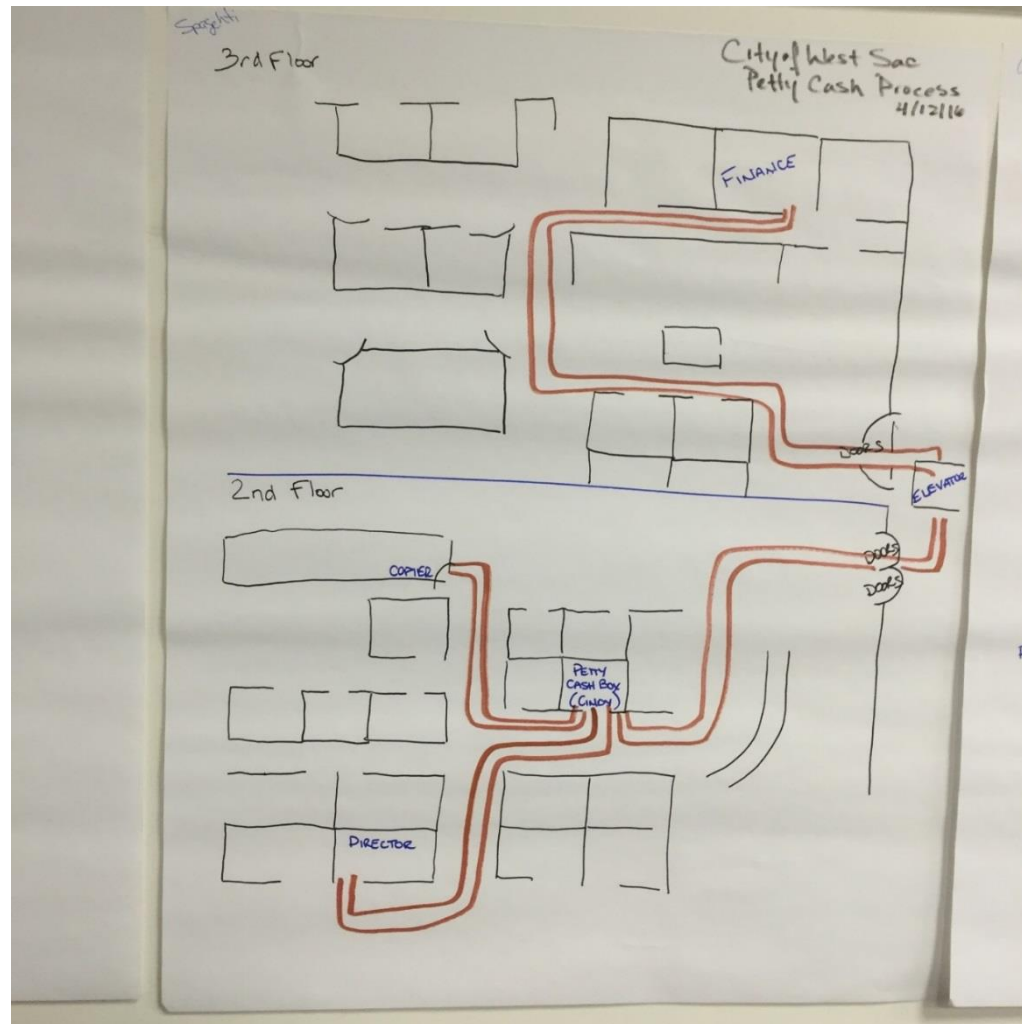 Spagehti
3rd Floor
City of West Sac
Petty Cash Process
4/12/16
FINANCE
DOORS
ELEVATOR
2nd Floor
COPIER
DOORS
DOORS
PETTY
CASH BOX
(CINDY)
DIRECTOR